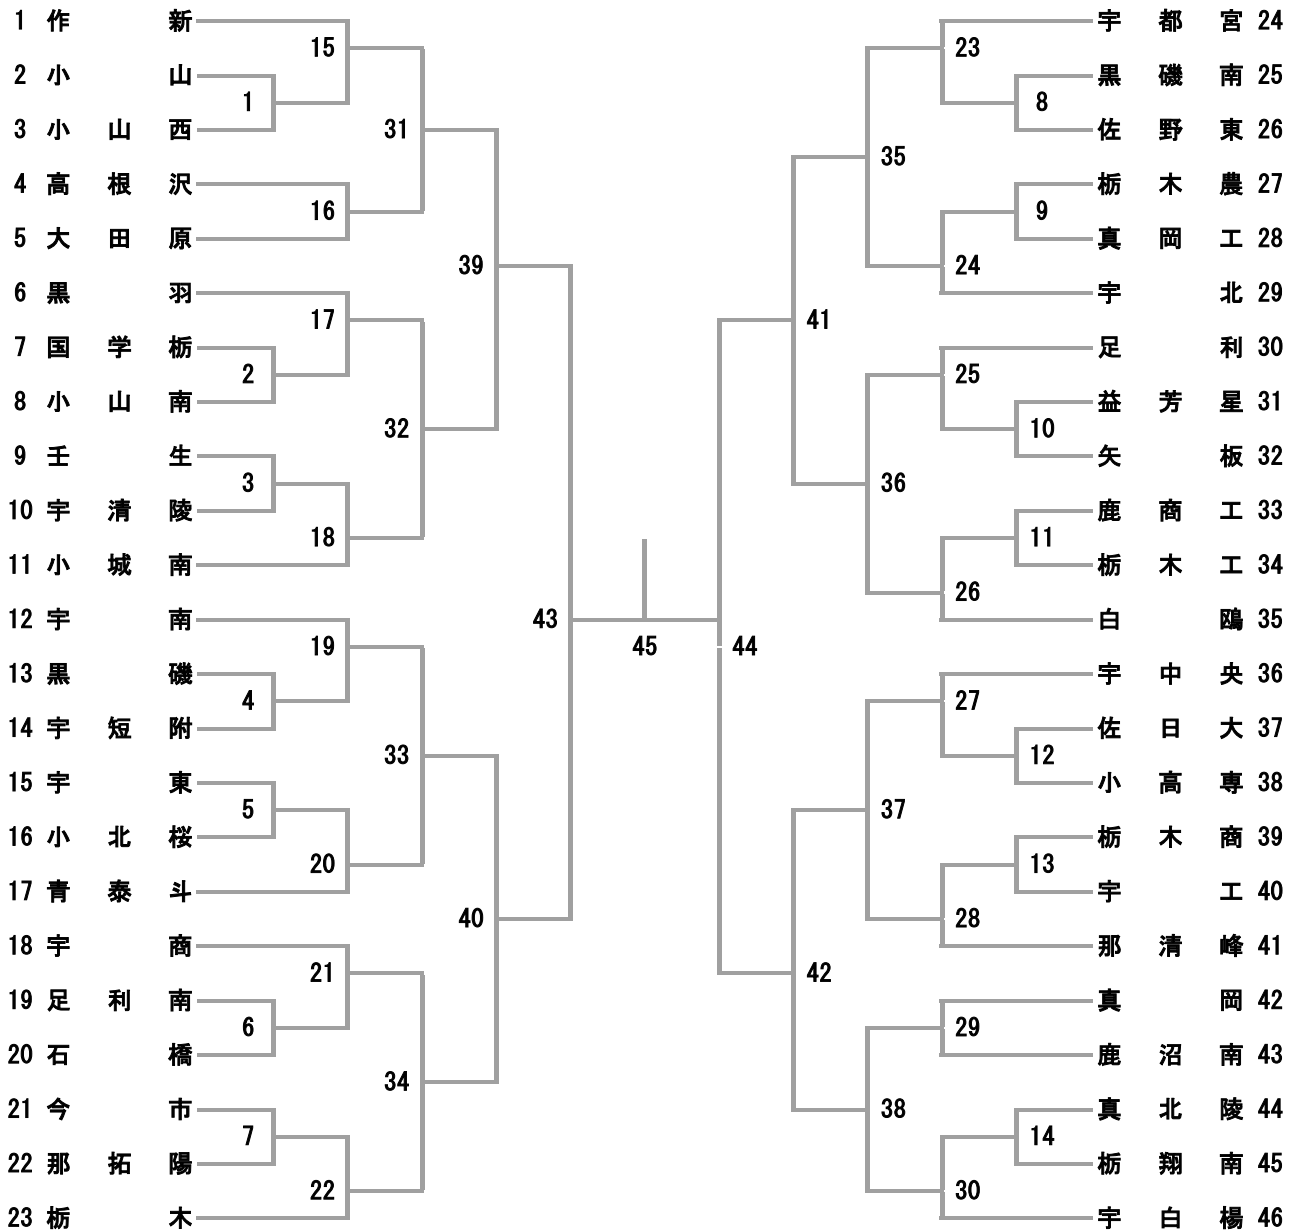 1 作新
2 小山
3 小山西
4 高根沢
5 大田原
6 黒羽
7 国学栃
8 小山南
9 壬生
10 宇清陵
11 小城南
12 宇南
13 黒磯
14 宇短附
15 宇東
16 小北桜
17 青泰斗
18 宇商
19 足利南
20 石橋
21 今市
22 那拓陽
23 栃木
15
1
31
16
39
17
2
32
3
18
43
19
4
33
5
20
40
21
6
34
7
22
45
44
23
8
35
9
24
41
25
10
36
11
26
27
12
37
13
28
42
29
38
14
30
宇都宮 24
黒磯南 25
佐野東 26
栃木農 27
真岡工 28
宇北 29
足利 30
益芳星 31
矢板 32
鹿商工 33
栃木工 34
白鴎 35
宇中央 36
佐日大 37
小高専 38
栃木商 39
宇工 40
那清峰 41
真岡 42
鹿沼南 43
真北陵 44
栃翔南 45
宇白楊 46